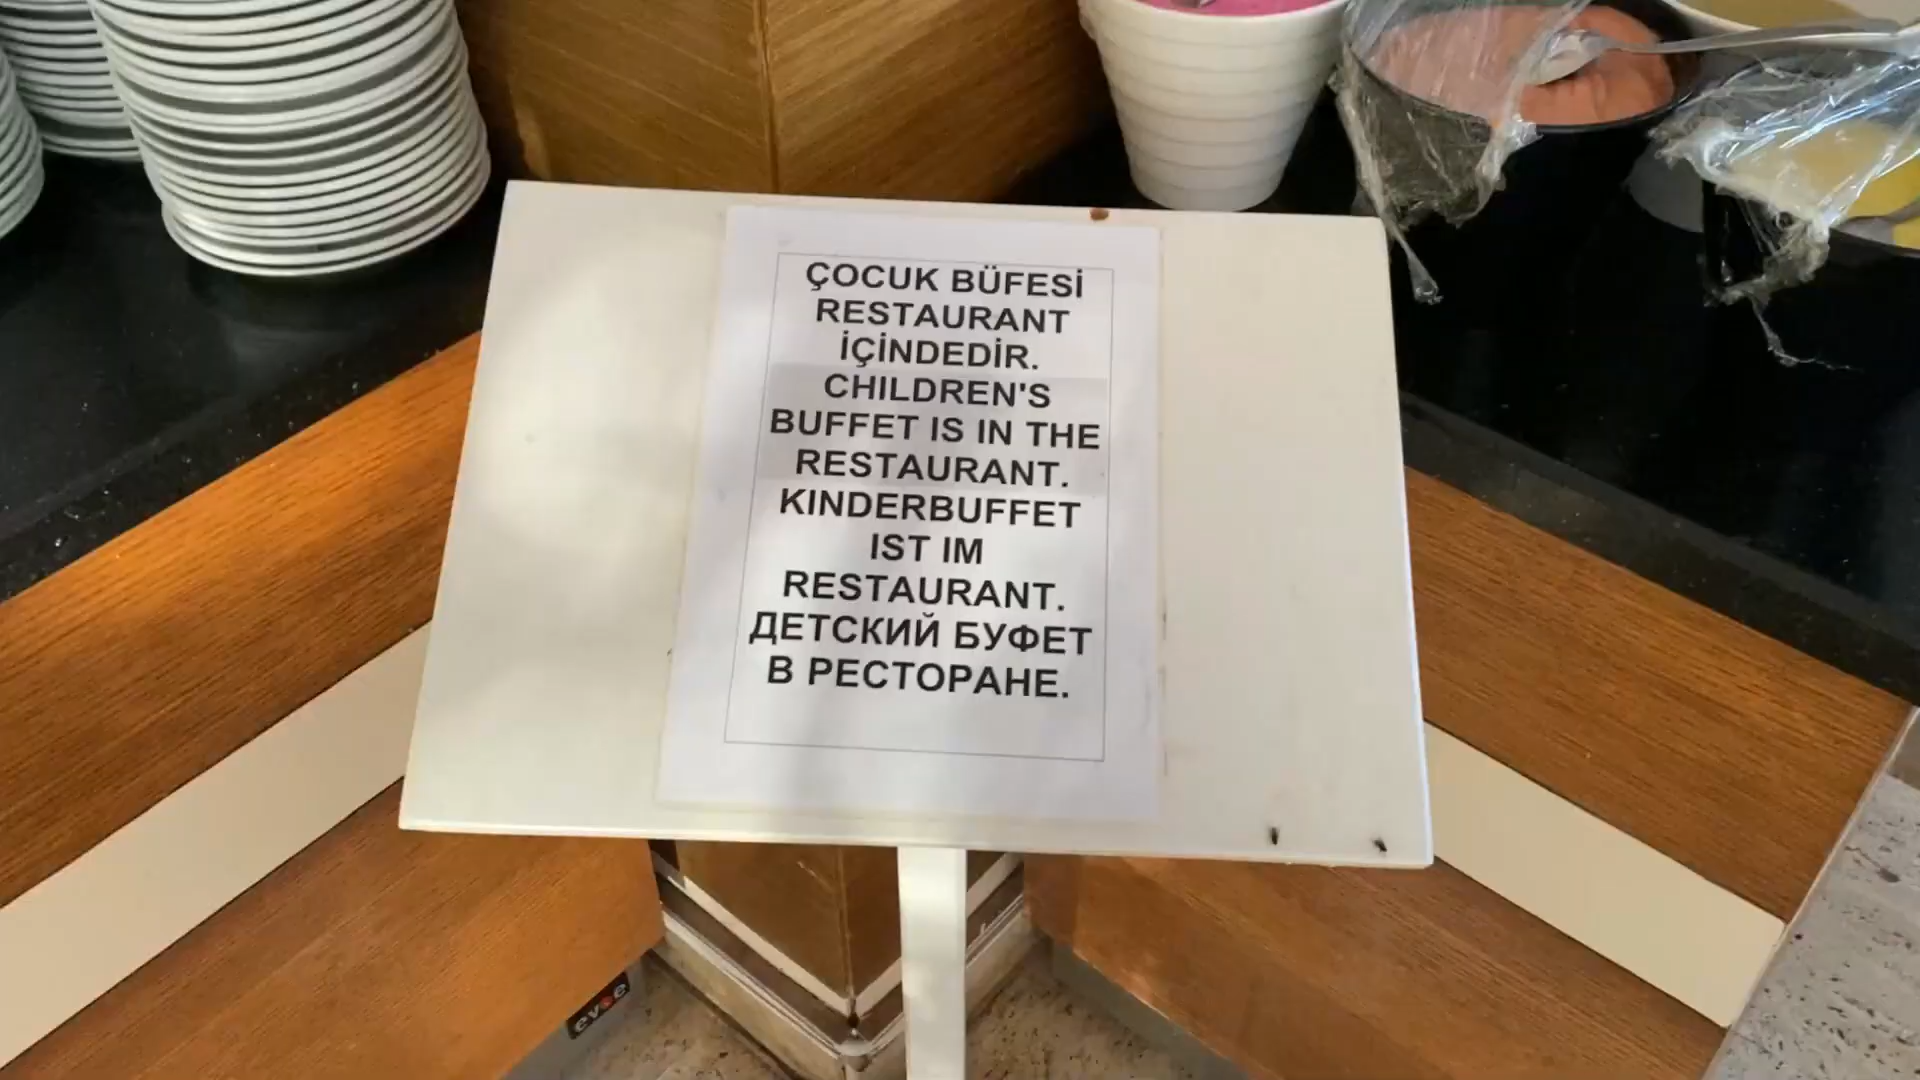 ÇOCUK BÜFESİ
RESTAURANT
İÇİNDEDİR.
CHILDREN'S
BUFFET IS IN THE
RESTAURANT.
KINDERBUFFET
IST IM
RESTAURANT.
ДЕТСКИЙ БУФЕТ
В РЕСТОРАНЕ.